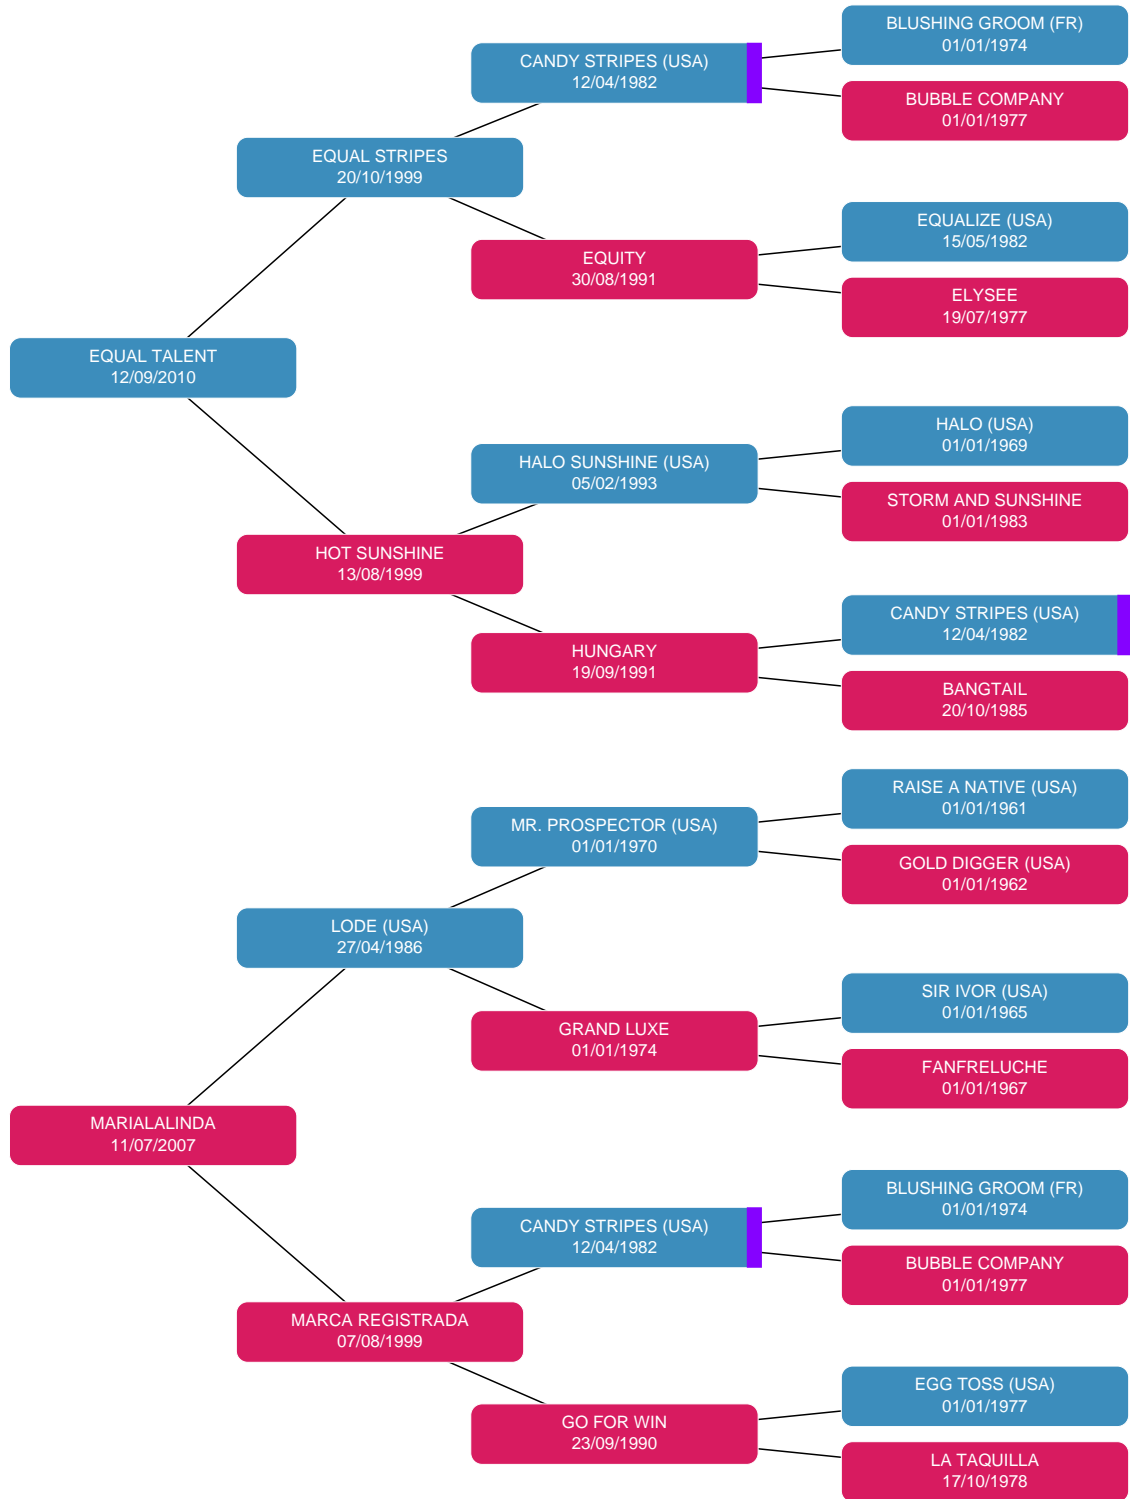 BLUSHING GROOM (FR)
01/01/1974
CANDY STRIPES (USA)
12/04/1982
BUBBLE COMPANY
01/01/1977
EQUAL STRIPES
20/10/1999
EQUALIZE (USA)
15/05/1982
EQUITY
30/08/1991
ELYSEE
19/07/1977
EQUAL TALENT
12/09/2010
HALO (USA)
01/01/1969
HALO SUNSHINE (USA)
05/02/1993
STORM AND SUNSHINE
01/01/1983
HOT SUNSHINE
13/08/1999
CANDY STRIPES (USA)
12/04/1982
HUNGARY
19/09/1991
BANGTAIL
20/10/1985
RAISE A NATIVE (USA)
01/01/1961
MR. PROSPECTOR (USA)
01/01/1970
GOLD DIGGER (USA)
01/01/1962
LODE (USA)
27/04/1986
SIR IVOR (USA)
01/01/1965
GRAND LUXE
01/01/1974
FANFRELUCHE
01/01/1967
MARIALALINDA
11/07/2007
BLUSHING GROOM (FR)
01/01/1974
CANDY STRIPES (USA)
12/04/1982
BUBBLE COMPANY
01/01/1977
MARCA REGISTRADA
07/08/1999
EGG TOSS (USA)
01/01/1977
GO FOR WIN
23/09/1990
LA TAQUILLA
17/10/1978